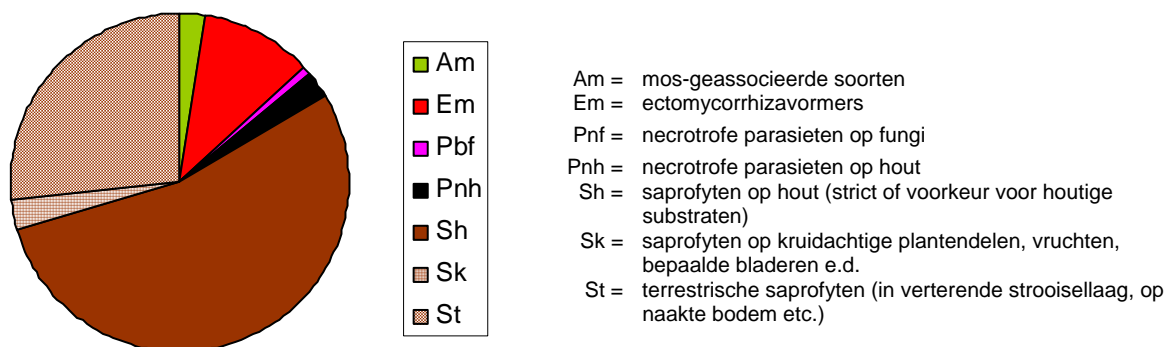 Am
Em
Pbf
Pnh
Sh
Sk
St
Am = mos-geassocieerde soorten
Em = ectomycorrhizavormers
Pnf = necrotrofe parasieten op fungi
Pnh = necrotrofe parasieten op hout
Sh = saprofyten op hout (strict of voorkeur voor houtige
substraten)
Sk = saprofyten op kruidachtige plantendelen, vruchten,
bepaalde bladeren e.d.
St = terrestrische saprofyten (in verterende strooisellaag, op
naakte bodem etc.)